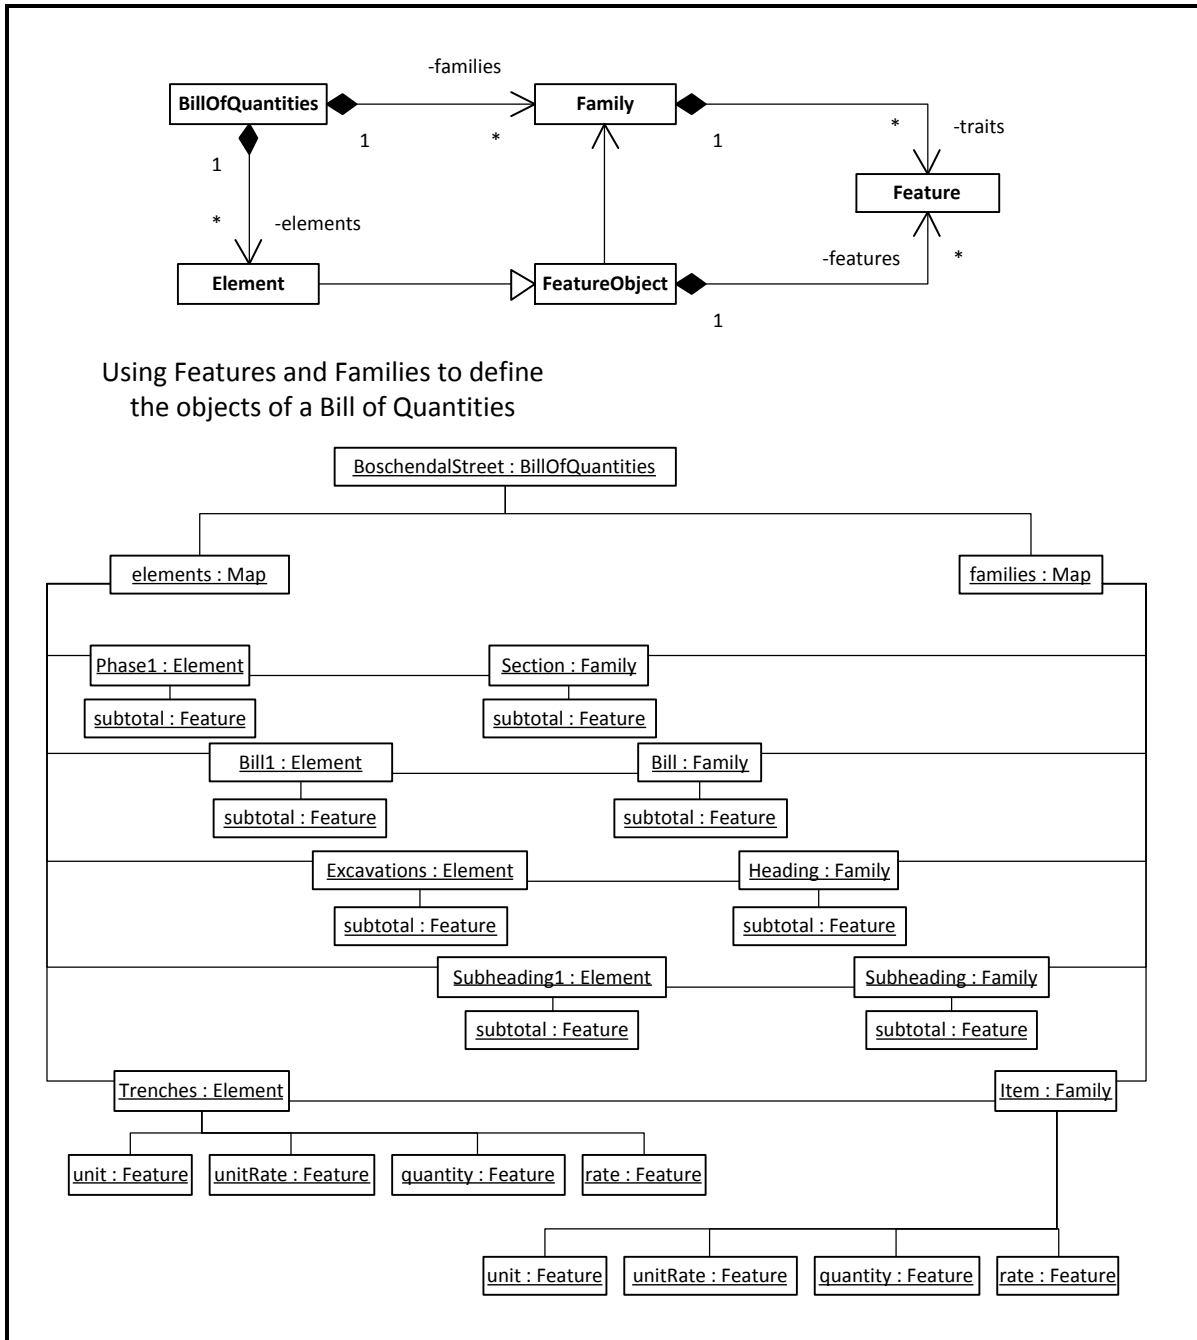 -families
BillOfQuantities
Family
1
*
1
*
-traits
1
Feature
*
-elements
-features
*
Element
FeatureObject
1
Using Features and Families to define
the objects of a Bill of Quantities
BoschendalStreet : BillOfQuantities
elements : Map
families : Map
Phase1 : Element
Section : Family
subtotal : Feature
subtotal : Feature
Bill1 : Element
Bill : Family
subtotal : Feature
subtotal : Feature
Excavations : Element
Heading : Family
subtotal : Feature
subtotal : Feature
Subheading1 : Element
Subheading : Family
subtotal : Feature
subtotal : Feature
Trenches : Element
Item : Family
unit : Feature
unitRate : Feature
quantity : Feature
rate : Feature
unit : Feature
unitRate : Feature
quantity : Feature
rate : Feature